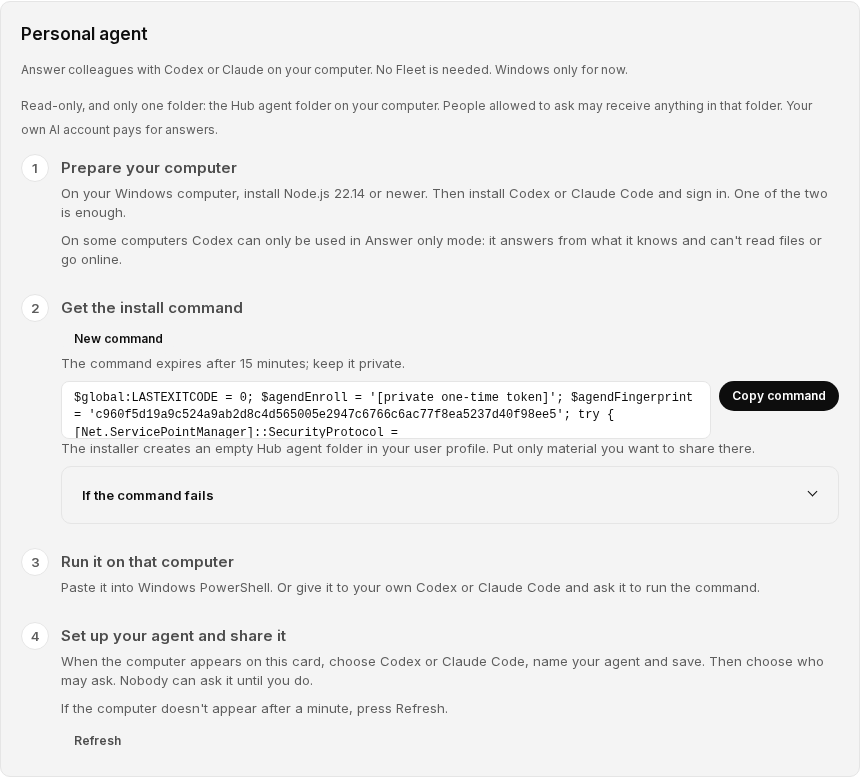 Personal agent
Answer colleagues with Codex or Claude on your computer. No Fleet is needed. Windows only for now.
Read-only, and only one folder: the Hub agent folder on your computer. People allowed to ask may receive anything in that folder. Your
own AI account pays for answers.
1
Prepare your computer
On your Windows computer, install Node.js 22.14 or newer. Then install Codex or Claude Code and sign in. One of the two
is enough.
On some computers Codex can only be used in Answer only mode: it answers from what it knows and can't read files or
go online.
2
Get the install command
New command
The command expires after 15 minutes; keep it private.
$global:LASTEXITCODE = 0; $agendEnroll = '[private one-time token]'; $agendFingerprint
= 'c960f5d19a9c524a9ab2d8c4d565005e2947c6766c6ac77f8ea5237d40f98ee5'; try {
[Net.ServicePointManager]::SecurityProtocol =
Copy command
The installer creates an empty Hub agent folder in your user profile. Put only material you want to share there.
If the command fails
3
Run it on that computer
Paste it into Windows PowerShell. Or give it to your own Codex or Claude Code and ask it to run the command.
4
Set up your agent and share it
When the computer appears on this card, choose Codex or Claude Code, name your agent and save. Then choose who
may ask. Nobody can ask it until you do.
If the computer doesn't appear after a minute, press Refresh.
Refresh